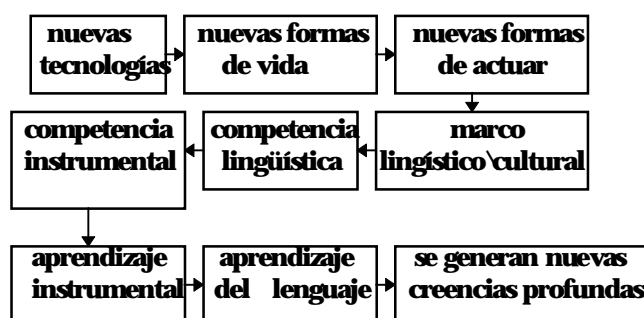 nuevas
tecnologías
nuevas formas
de vida
nuevas formas
de actuar
marco
lingístico\cultural
competencia
lingüística
competencia
instrumental
aprendizaje
instrumental
aprendizaje
del lenguaje
se generan nuevas
creencias profundas